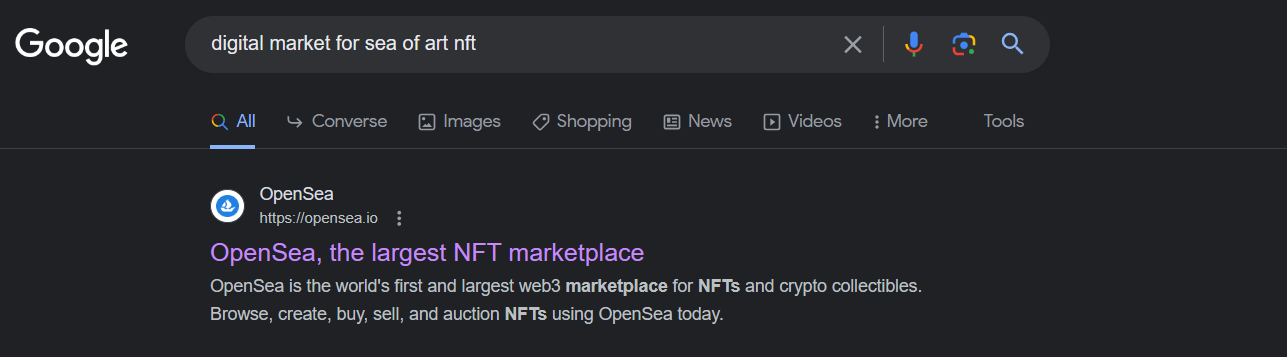 Google
digital market for sea of art nft
All Converse Images Shopping News Videos More Tools
OpenSea
https://opensea.io
OpenSea, the largest NFT marketplace
OpenSea is the world's first and largest web3 marketplace for NFTs and crypto collectibles.
Browse, create, buy, sell, and auction NFTs using OpenSea today.